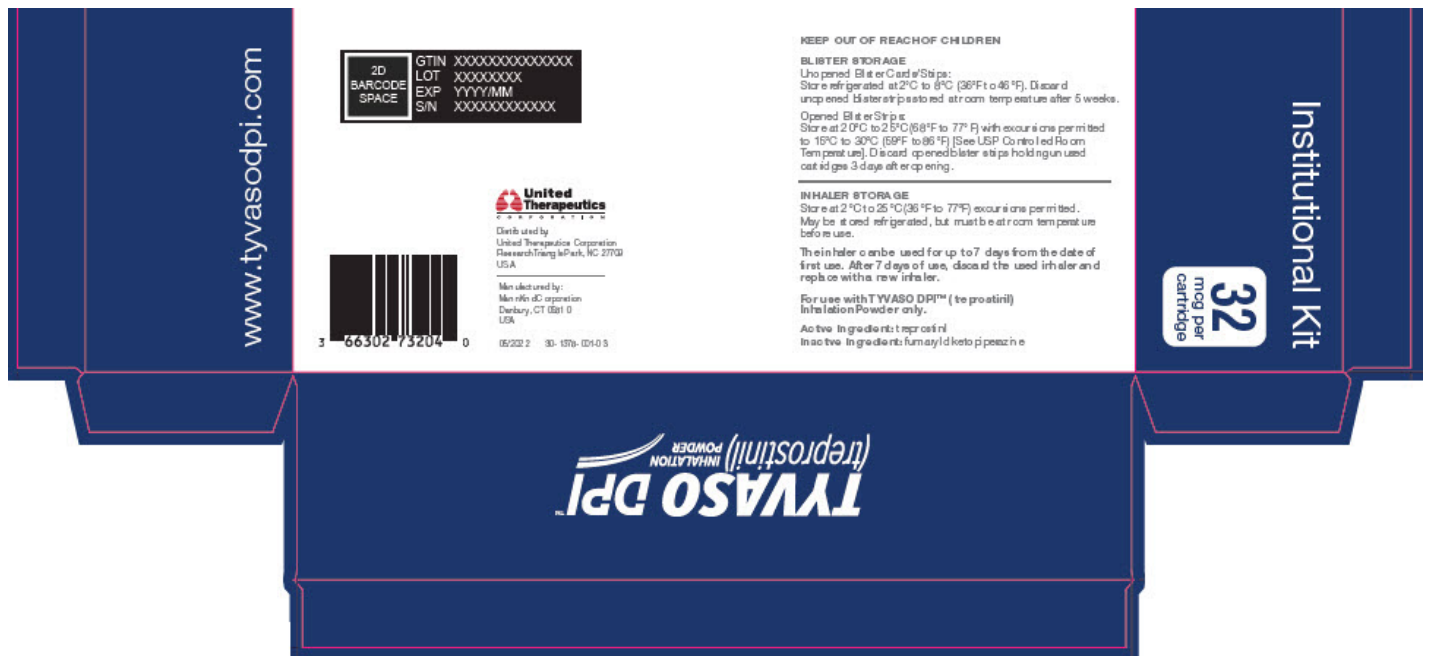 www.tyvasodpi.com
2D
BARCODE
SPACE
GTIN XXXXXXXXXXXXXX
LOT XXXXXXXX
EXP YYYY/MM
S/N XXXXXXXXXXXX
United
Therapeutics
CORPORATION
Distributed by
United Therapeutics Corporation
Research Triangle Park, NC 27709
USA
Manufactured by:
MannKind Corporation
Danbury, CT 06810
USA
05/2022
3 66302 73204 0
KEEP OUT OF REACH OF CHILDREN
BLISTER STORAGE
Unopened Blister Cards/Strips:
Store refrigerated at 2°C to 8°C (36°F to 46°F). Discard
unopened blister strips stored at room temperature after 5 weeks.
Opened Blister Strips:
Store at 20°C to 25°C (68°F to 77°F) with excursions permitted
to 15°C to 30°C (59°F to 86°F) [See USP Controlled Room
Temperature]. Discard opened blister strips holding unused
cartridges 3 days after opening.
INHALER STORAGE
Store at 2°C to 25°C (36°F to 77°F) excursions permitted.
May be stored refrigerated, but must be at room temperature
before use.
The inhaler can be used for up to 7 days from the date of
first use. After 7 days of use, discard the used inhaler and
replace with a new inhaler.
For use with TYVASO DPI™ (treprostinil)
Inhalation Powder only.
Active Ingredient: treprostinil
Inactive Ingredient: fumaryl diketopiperazine
Institutional Kit
32
mcg per
cartridge
TYVASO DPI™
(treprostinil) INHALATION
POWDER